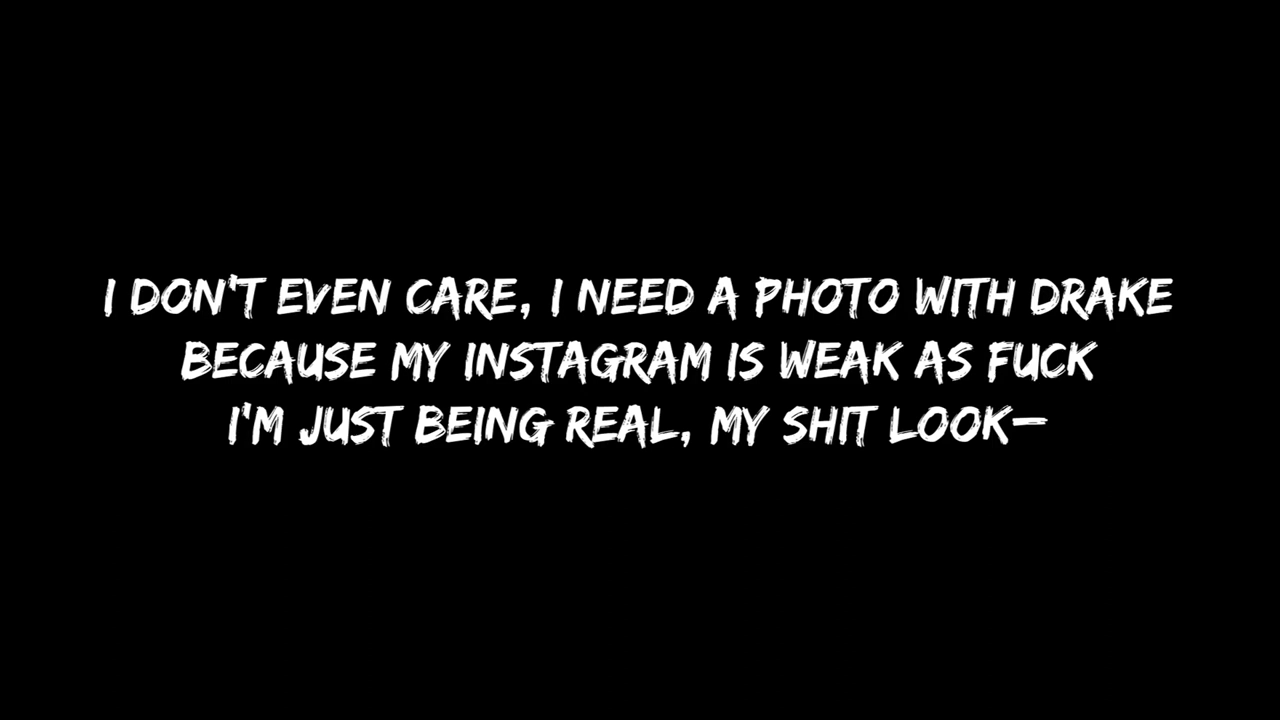 I DON'T EVEN CARE, I NEED A PHOTO WITH DRAKE
BECAUSE MY INSTAGRAM IS WEAK AS FUCK
I'M JUST BEING REAL, MY SHIT LOOK—